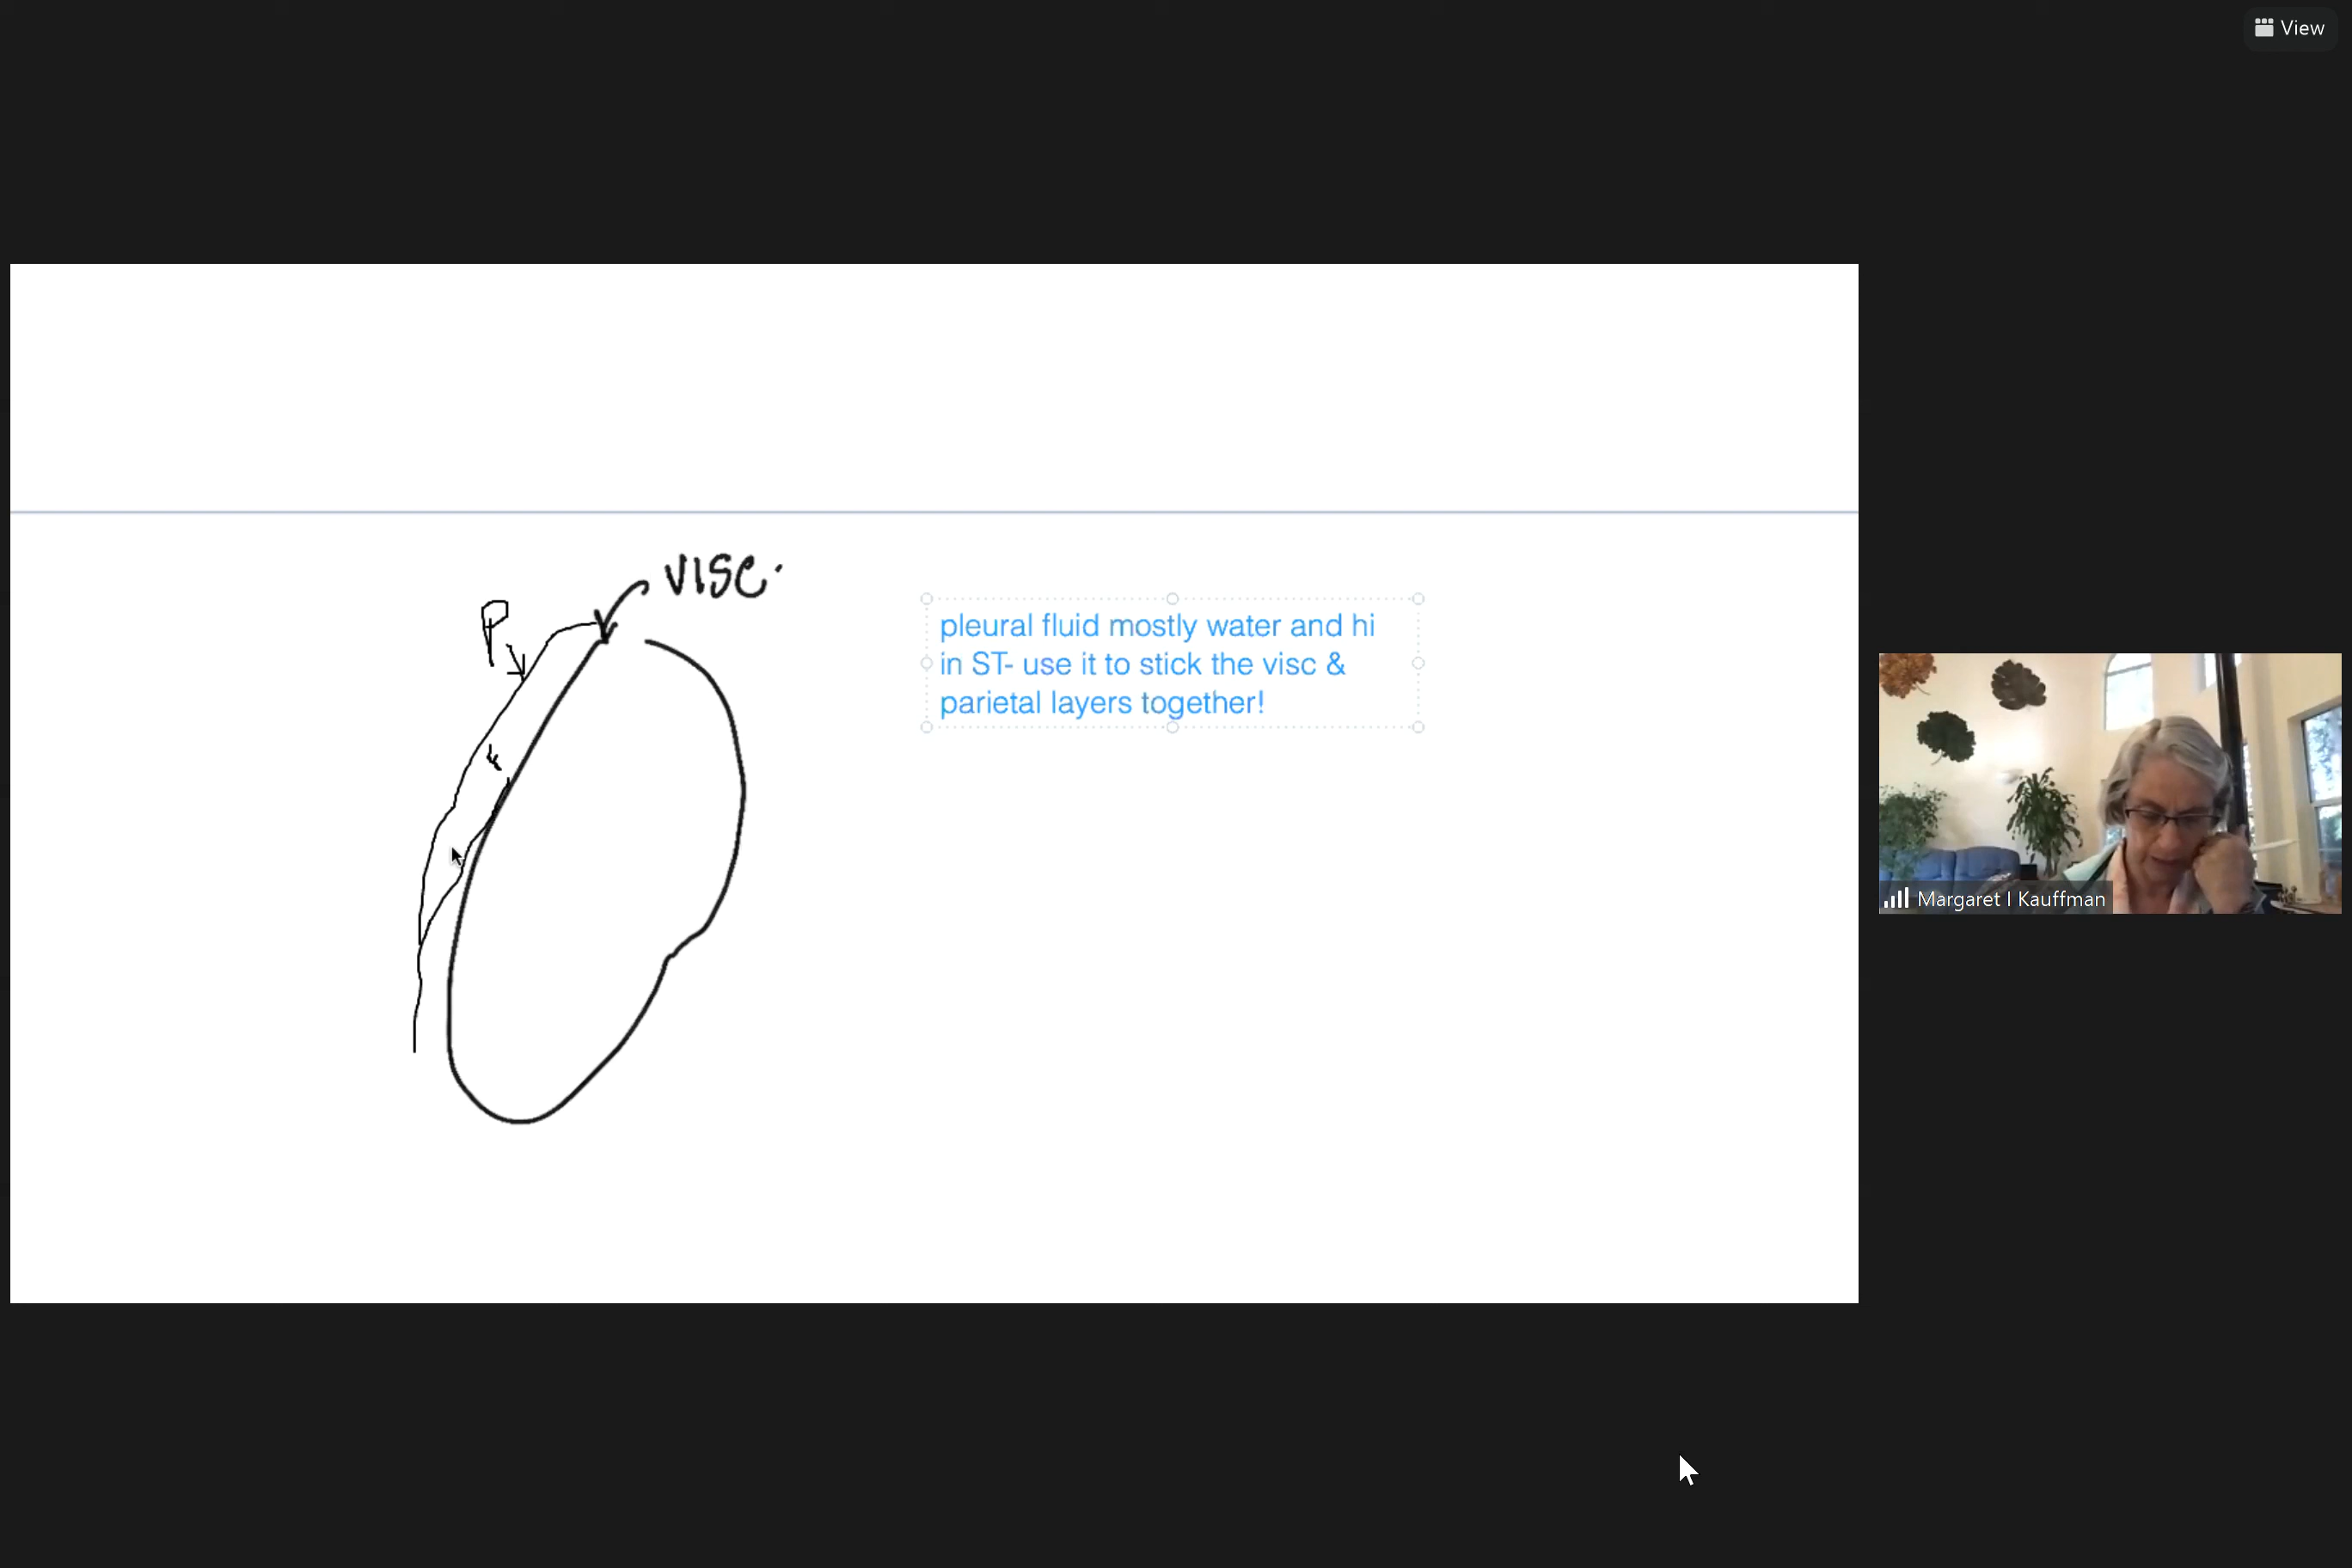 View
visc.
P
pleural fluid mostly water and hi
in ST- use it to stick the visc &
parietal layers together!
Margaret I Kauffman